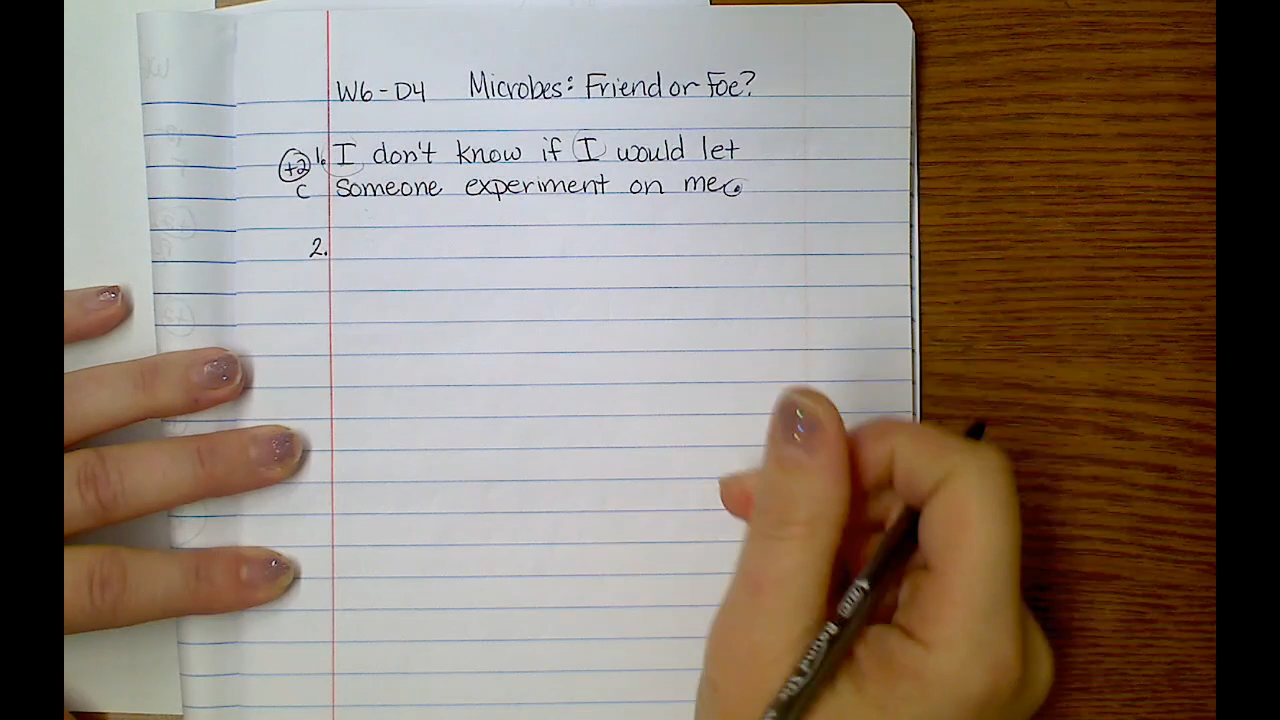 W6-D4 Microbes: Friend or Foe?
+2 1. I don't know if I would let
C someone experiment on me.
2.